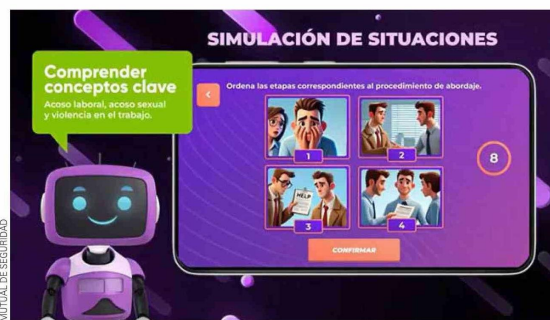 SIMULACIÓN DE SITUACIONES
Comprender
conceptos clave
Acoso laboral, acoso sexual
y violencia en el trabajo.
Ordena las etapas correspondientes al procedimiento de abordaje.
1
2
HELP
3
4
8
CONFIRMAR
MUTUAL DE SEGURIDAD